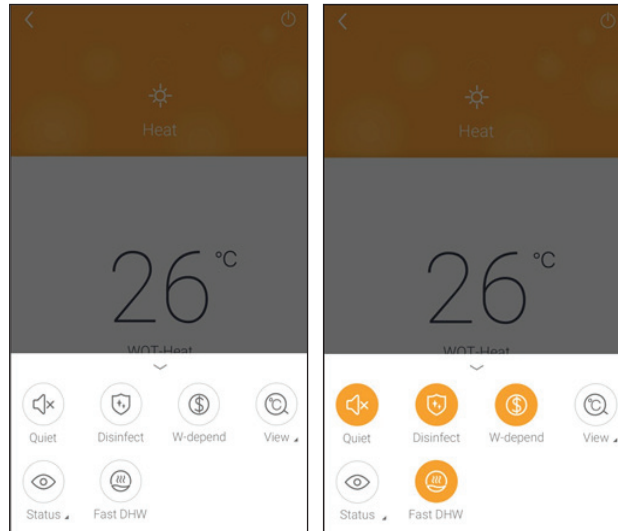 Heat
26 °C
WOT-Heat
Quiet
Disinfect
W-depend
View
Status
Fast DHW
Heat
26 °C
WOT-Heat
Quiet
Disinfect
W-depend
View
Status
Fast DHW